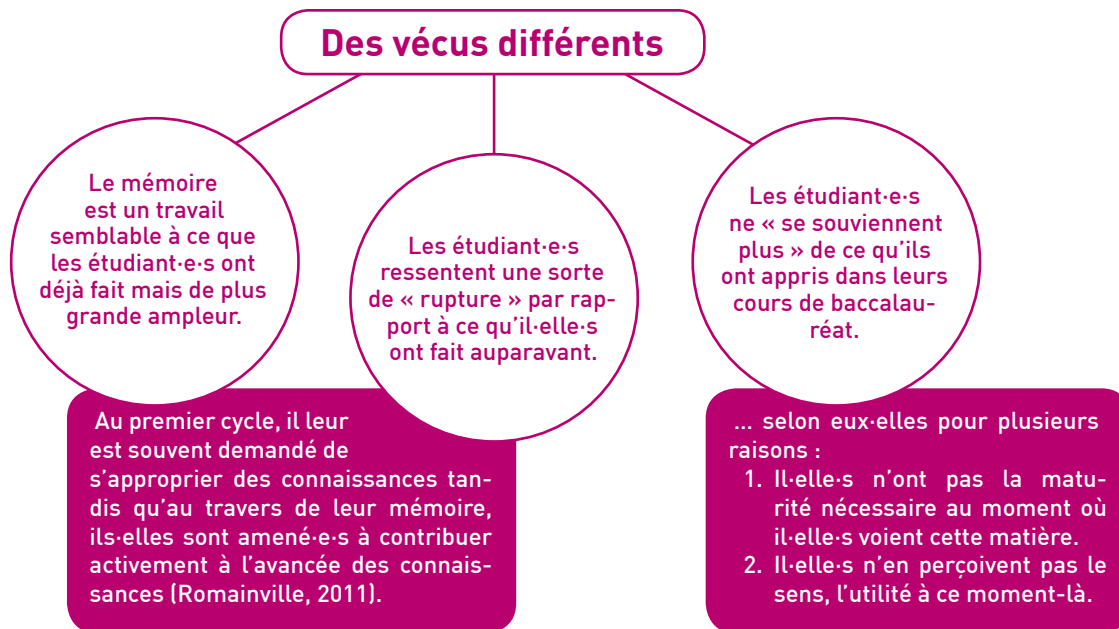 Des vécus différents
Le mémoire
est un travail
semblable à ce que
les étudiant·e·s ont
déjà fait mais de plus
grande ampleur.
Les étudiant·e·s
ressentent une sorte
de « rupture » par rap-
port à ce qu'il·elle·s
ont fait auparavant.
Les étudiant·e·s
ne « se souviennent
plus » de ce qu'ils
ont appris dans leurs
cours de baccalau-
réat.
Au premier cycle, il leur
est souvent demandé de
s'approprier des connaissances tan-
dis qu'au travers de leur mémoire,
ils·elles sont amené·e·s à contribuer
activement à l'avancée des connais-
sances (Romainville, 2011).
... selon eux·elles pour plusieurs
raisons :
1. Il·elle·s n'ont pas la matu-
rité nécessaire au moment où
il·elle·s voient cette matière.
2. Il·elle·s n'en perçoivent pas le
sens, l'utilité à ce moment-là.